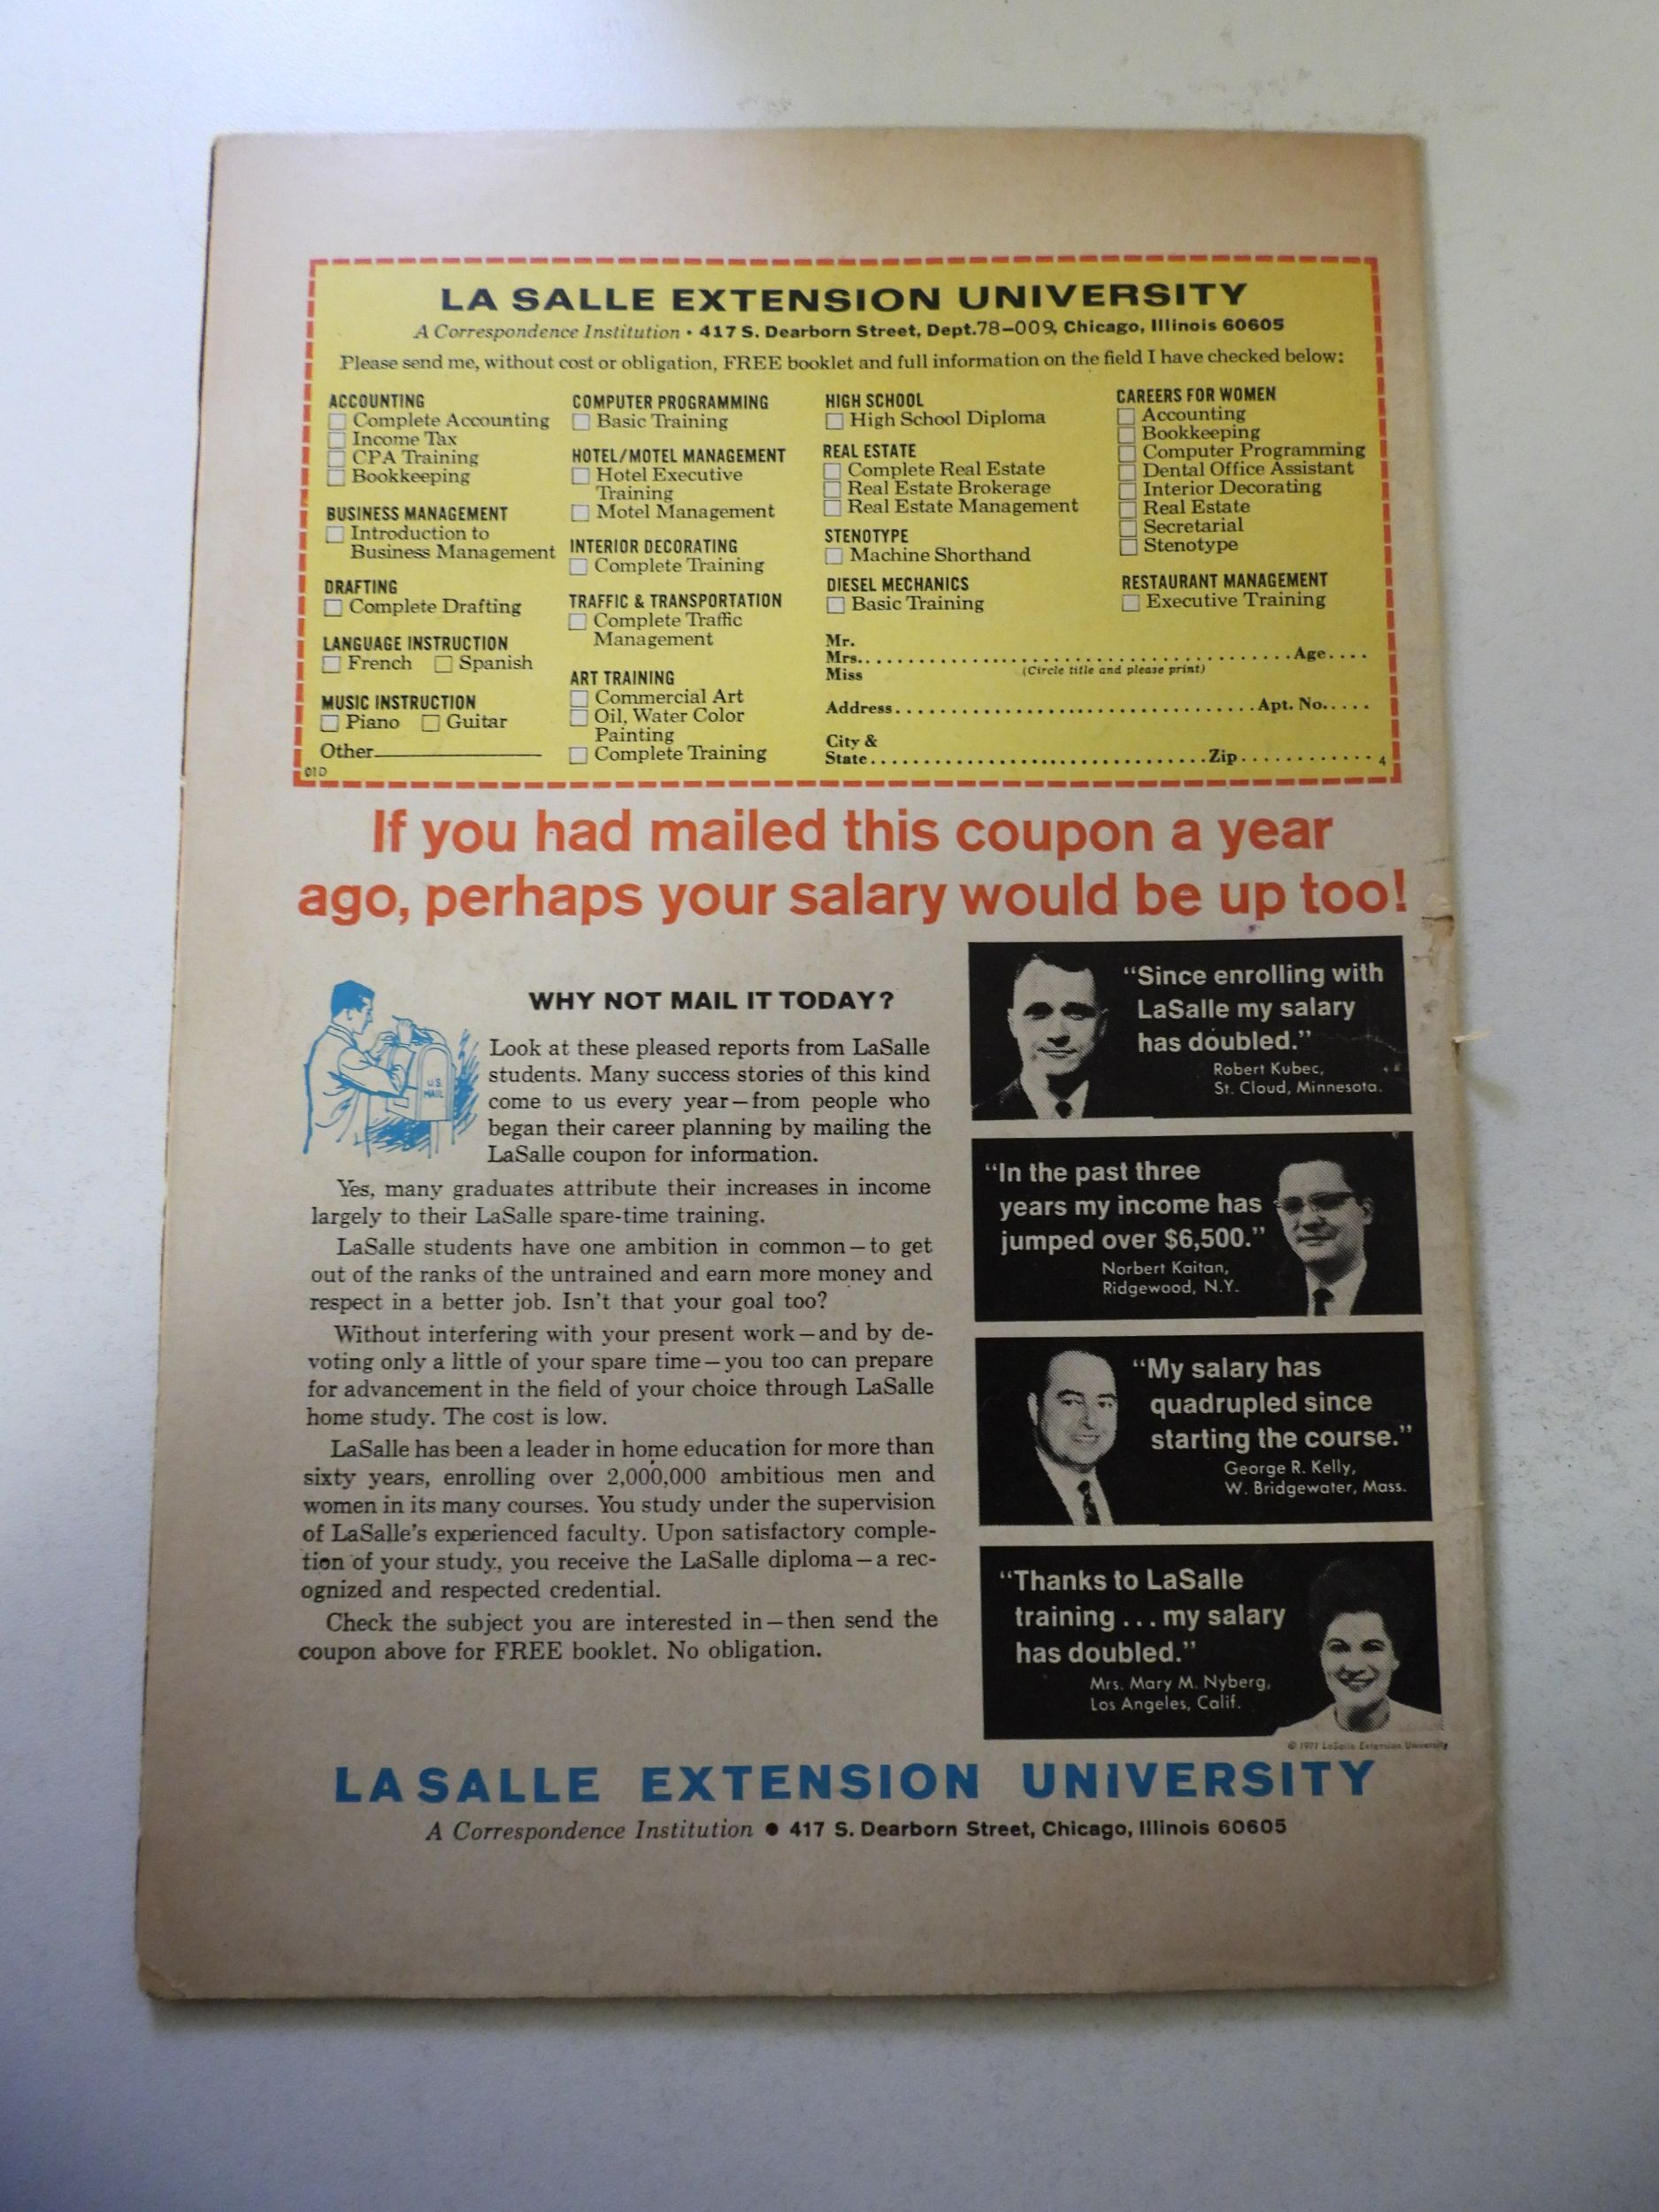 LA SALLE EXTENSION UNIVERSITY
A Correspondence Institution • 417 S. Dearborn Street, Dept.78-009, Chicago, Illinois 60605
Please send me, without cost or obligation, FREE booklet and full information on the field I have checked below:
ACCOUNTING
Complete Accounting
Income Tax
CPA Training
Bookkeeping
BUSINESS MANAGEMENT
Introduction to
Business Management
DRAFTING
Complete Drafting
LANGUAGE INSTRUCTION
French Spanish
MUSIC INSTRUCTION
Piano Guitar
Other
01D
COMPUTER PROGRAMMING
Basic Training
HOTEL/MOTEL MANAGEMENT
Hotel Executive
Training
Motel Management
INTERIOR DECORATING
Complete Training
TRAFFIC & TRANSPORTATION
Complete Traffic
Management
ART TRAINING
Commercial Art
Oil, Water Color
Painting
Complete Training
HIGH SCHOOL
High School Diploma
REAL ESTATE
Complete Real Estate
Real Estate Brokerage
Real Estate Management
STENOTYPE
Machine Shorthand
DIESEL MECHANICS
Basic Training
CAREERS FOR WOMEN
Accounting
Bookkeeping
Computer Programming
Dental Office Assistant
Interior Decorating
Real Estate
Secretarial
Stenotype
RESTAURANT MANAGEMENT
Executive Training
Mr.
Mrs. Age
Miss (Circle title and please print)
Address Apt. No.
City &
State Zip 4
If you had mailed this coupon a year
ago, perhaps your salary would be up too!
WHY NOT MAIL IT TODAY?
U.S.
MAIL
Look at these pleased reports from LaSalle
students. Many success stories of this kind
come to us every year—from people who
began their career planning by mailing the
LaSalle coupon for information.
Yes, many graduates attribute their increases in income
largely to their LaSalle spare-time training.
LaSalle students have one ambition in common—to get
out of the ranks of the untrained and earn more money and
respect in a better job. Isn't that your goal too?
Without interfering with your present work—and by de-
voting only a little of your spare time—you too can prepare
for advancement in the field of your choice through LaSalle
home study. The cost is low.
LaSalle has been a leader in home education for more than
sixty years, enrolling over 2,000,000 ambitious men and
women in its many courses. You study under the supervision
of LaSalle's experienced faculty. Upon satisfactory comple-
tion of your study, you receive the LaSalle diploma—a rec-
ognized and respected credential.
Check the subject you are interested in—then send the
coupon above for FREE booklet. No obligation.
"Since enrolling with
LaSalle my salary
has doubled."
Robert Kubec,
St. Cloud, Minnesota.
"In the past three
years my income has
jumped over $6,500."
Norbert Kaitan,
Ridgewood, N.Y.
"My salary has
quadrupled since
starting the course."
George R. Kelly,
W. Bridgewater, Mass.
"Thanks to LaSalle
training ... my salary
has doubled."
Mrs. Mary M. Nyberg,
Los Angeles, Calif.
© 1971 LaSalle Extension University
LASALLE EXTENSION UNIVERSITY
A Correspondence Institution • 417 S. Dearborn Street, Chicago, Illinois 60605